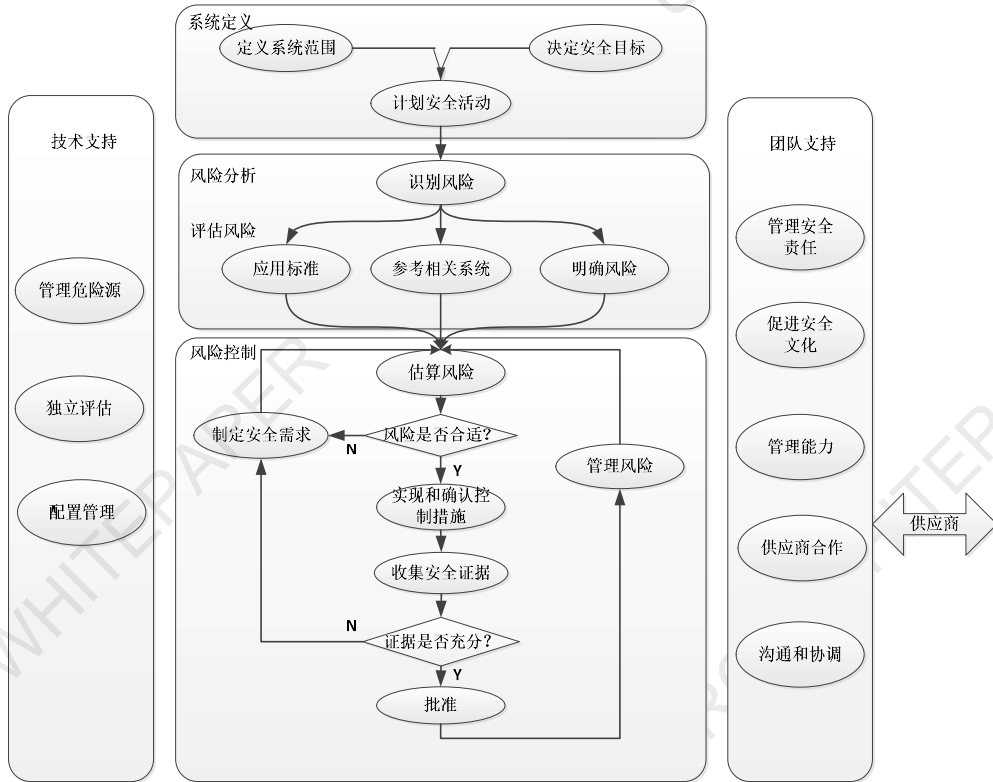 系统定义
定义系统范围
决定安全目标
计划安全活动
技术支持
管理危险源
独立评估
配置管理
风险分析
识别风险
评估风险
应用标准
参考相关系统
明确风险
风险控制
估算风险
制定安全需求
风险是否合适?
N
Y
管理风险
实现和确认控
制措施
收集安全证据
N
证据是否充分?
Y
批准
团队支持
管理安全
责任
促进安全
文化
管理能力
供应商合作
沟通和协调
供应商
WHITEPAPER